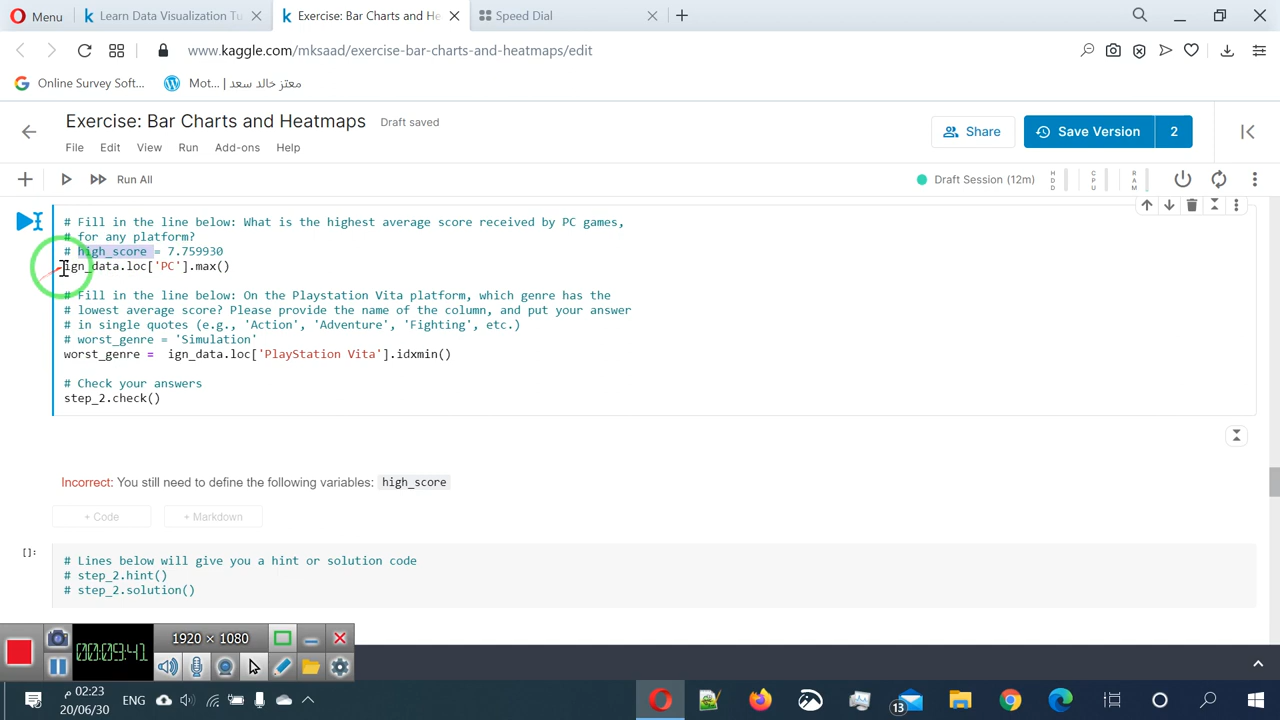 Menu
Learn Data Visualization Tu
Exercise: Bar Charts and He
Speed Dial
www.kaggle.com/mksaad/exercise-bar-charts-and-heatmaps/edit
Online Survey Soft...
Mot... | معتز خالد سعد
Exercise: Bar Charts and Heatmaps
Draft saved
Share
Save Version
2
File
Edit
View
Run
Add-ons
Help
Run All
Draft Session (12m)
HDD
CPU
RAM
# Fill in the line below: What is the highest average score received by PC games,
# for any platform?
# high_score = 7.759930
ign_data.loc['PC'].max()
# Fill in the line below: On the Playstation Vita platform, which genre has the
# lowest average score? Please provide the name of the column, and put your answer
# in single quotes (e.g., 'Action', 'Adventure', 'Fighting', etc.)
# worst_genre = 'Simulation'
worst_genre =  ign_data.loc['PlayStation Vita'].idxmin()
# Check your answers
step_2.check()
Incorrect: You still need to define the following variables: high_score
+ Code
+ Markdown
[]:
# Lines below will give you a hint or solution code
# step_2.hint()
# step_2.solution()
1920 × 1080
00:09:41
02:23 م
20/06/30
ENG
13